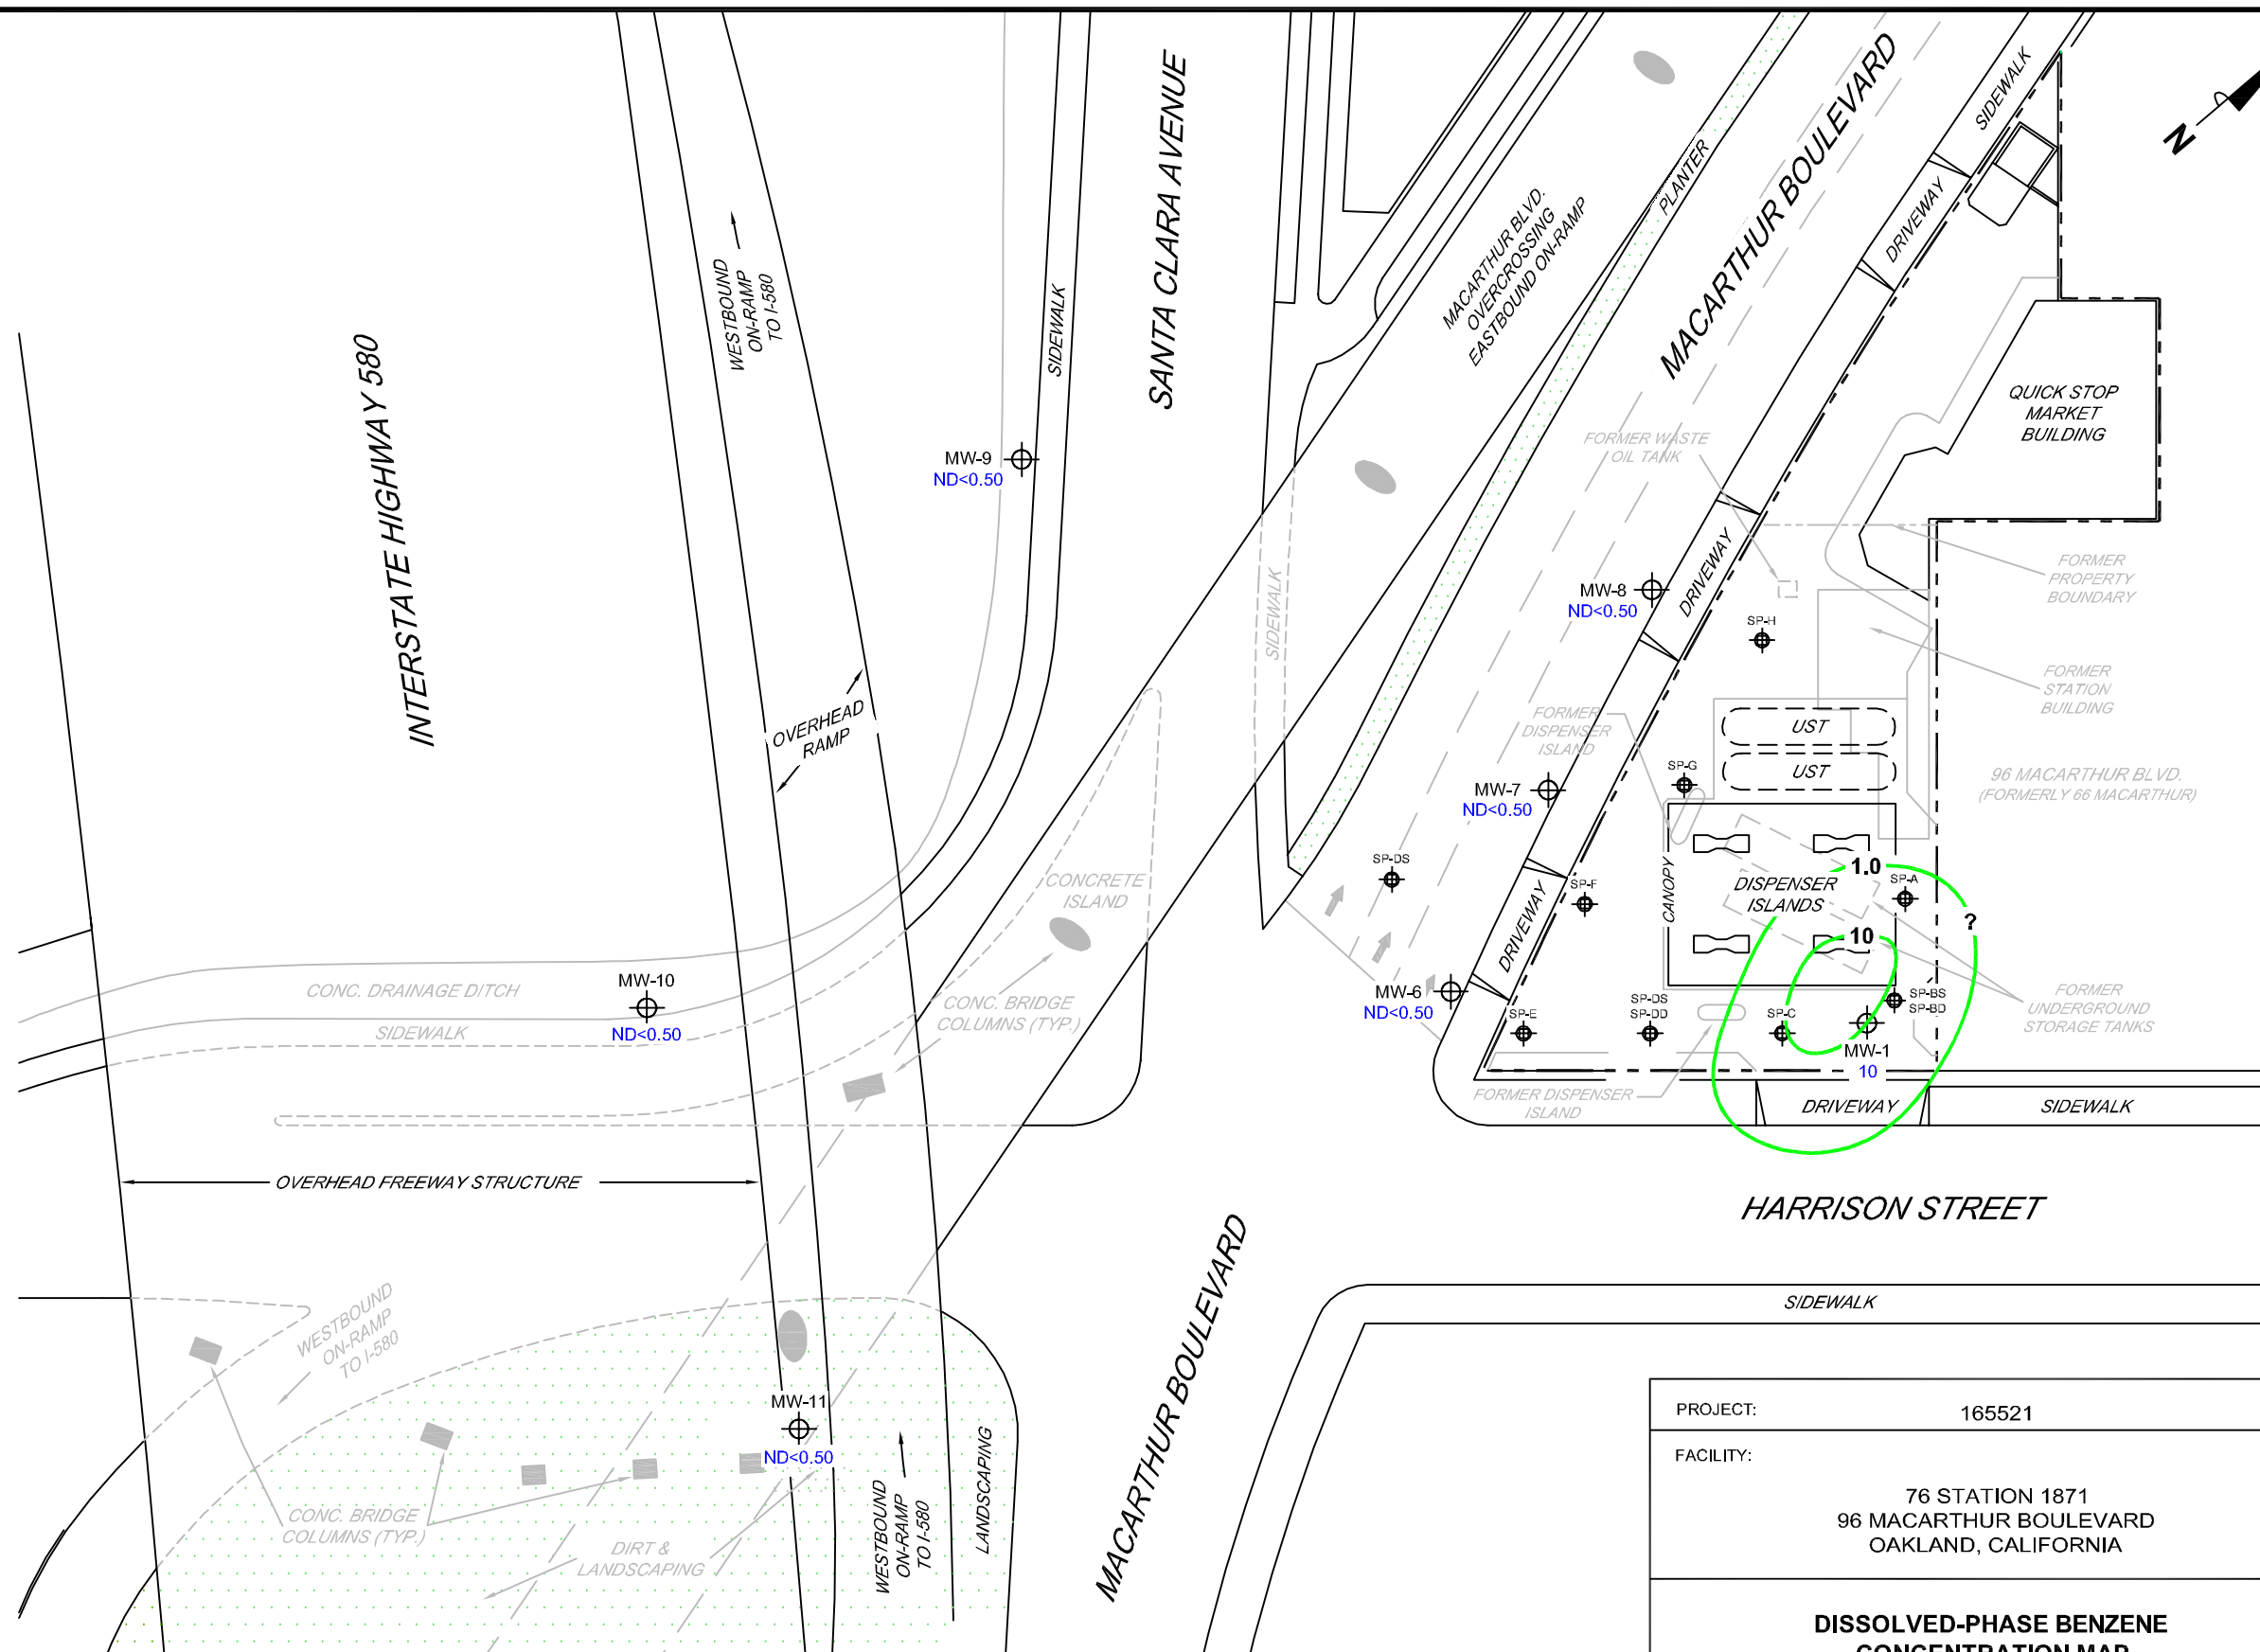 INTERSTATE HIGHWAY 580
WESTBOUND
ON-RAMP
TO I-580
SIDEWALK
SANTA CLARA AVENUE
MACARTHUR BLVD.
OVERCROSSING
EASTBOUND ON-RAMP
PLANTER
MACARTHUR BOULEVARD
SIDEWALK
DRIVEWAY
N
QUICK STOP
MARKET
BUILDING
MW-9
ND<0.50
FORMER WASTE
OIL TANK
SIDEWALK
MW-8
ND<0.50
DRIVEWAY
FORMER
PROPERTY
BOUNDARY
SP-H
FORMER
STATION
BUILDING
OVERHEAD
RAMP
FORMER
DISPENSER
ISLAND
UST
UST
SP-G
MW-7
ND<0.50
96 MACARTHUR BLVD.
(FORMERLY 66 MACARTHUR)
SP-DS
SP-F
CANOPY
DISPENSER
ISLANDS
1.0
SP-A
?
10
CONCRETE
ISLAND
DRIVEWAY
MW-10
ND<0.50
CONC. DRAINAGE DITCH
SIDEWALK
CONC. BRIDGE
COLUMNS (TYP.)
MW-6
ND<0.50
SP-E
SP-DS
SP-DD
SP-C
SP-BS
SP-BD
MW-1
10
FORMER
UNDERGROUND
STORAGE TANKS
FORMER DISPENSER
ISLAND
DRIVEWAY
SIDEWALK
OVERHEAD FREEWAY STRUCTURE
HARRISON STREET
WESTBOUND
ON-RAMP
TO I-580
SIDEWALK
MACARTHUR BOULEVARD
MW-11
ND<0.50
CONC. BRIDGE
COLUMNS (TYP.)
DIRT &
LANDSCAPING
WESTBOUND
ON-RAMP
TO I-580
LANDSCAPING
PROJECT:
165521
FACILITY:
76 STATION 1871
96 MACARTHUR BOULEVARD
OAKLAND, CALIFORNIA
DISSOLVED-PHASE BENZENE
CONCENTRATION MAP